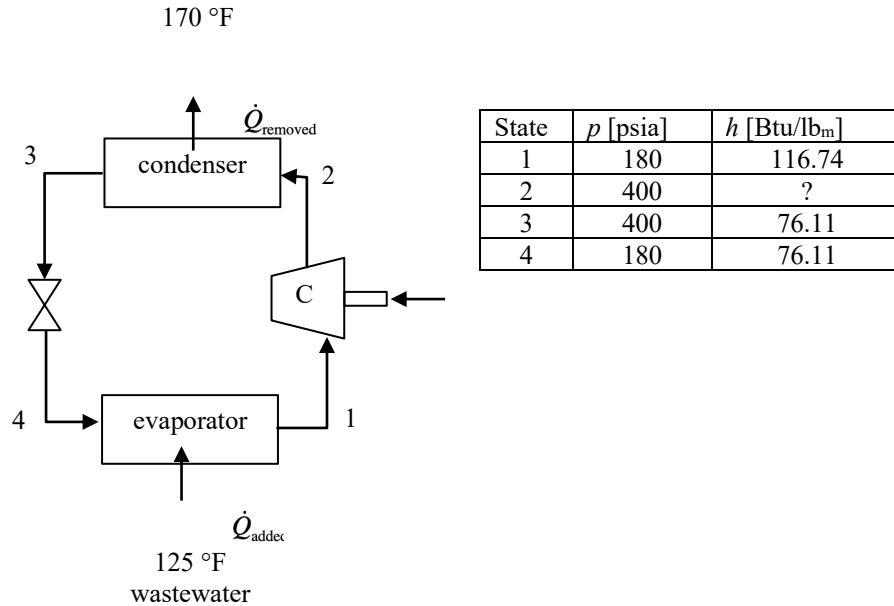 170 °F
Q̇removed
condenser
3
2
C
4
evaporator
1
Q̇added
125 °F
wastewater
State p [psia] h [Btu/lbm]
1 180 116.74
2 400 ?
3 400 76.11
4 180 76.11